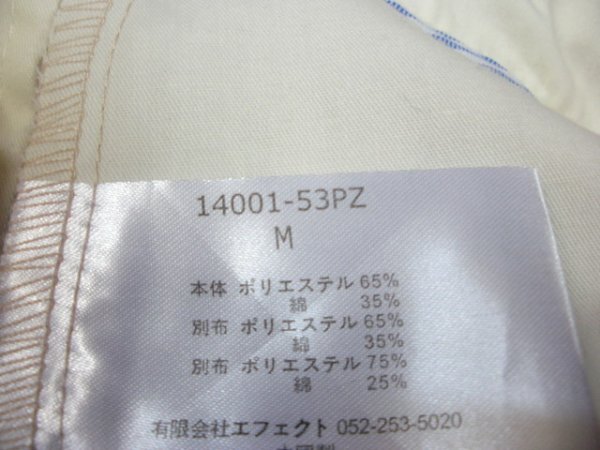 14001-53PZ
M
本体 ポリエステル 65%
綿 35%
別布 ポリエステル 65%
綿 35%
別布 ポリエステル 75%
綿 25%
有限会社エフェクト 052-253-5020